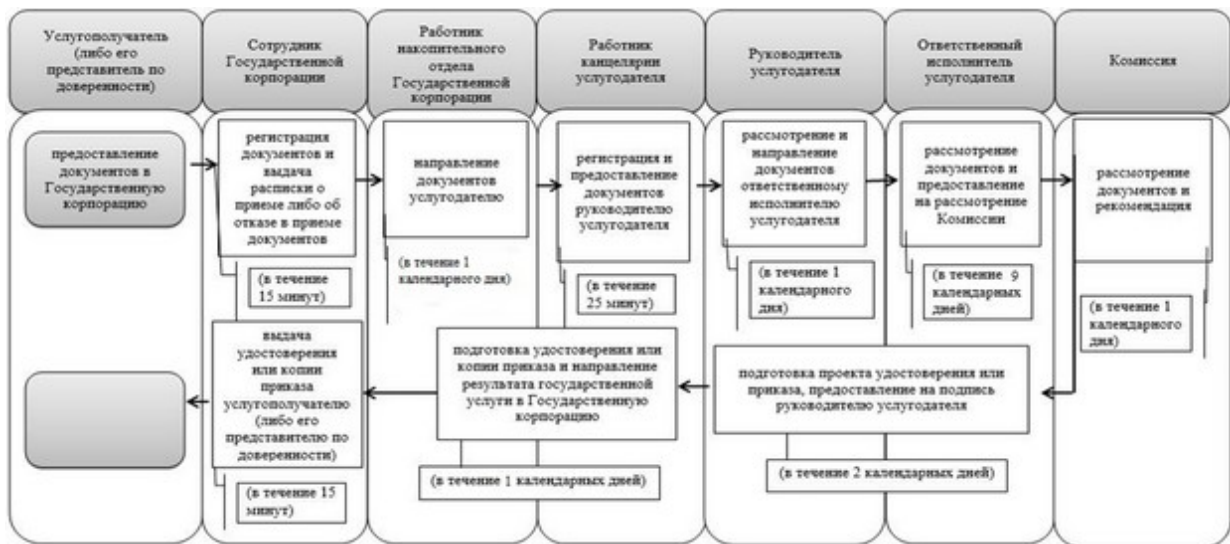 Услугополучатель
(либо его
представитель по
доверенности)
Сотрудник
Государственной
корпорации
Работник
накопительного
отдела
Государственной
корпорации
Работник
канцелярии
услугодателя
Руководитель
услугодателя
Ответственный
исполнитель
услугодателя
Комиссия
предоставление
документов в
Государственную
корпорацию
регистрация
документов и
выдача
расписки о
приеме либо об
отказе в приеме
документов
направление
документов
услугодателю
регистрация и
предоставление
документов
руководителю
услугодателя
рассмотрение и
направление
документов
ответственному
исполнителю
услугодателя
рассмотрение
документов и
предоставление
на рассмотрение
Комиссии
рассмотрение
документов и
рекомендация
(в течение
15 минут)
(в течение 1
календарного дня)
(в течение
25 минут)
(в течение 1
календарного
дня)
(в течение 9
календарных
дней)
(в течение 1
календарного
дня)
выдача
удостоверения
или копии
приказа
услугополучателю
(либо его
представителю по
доверенности)
подготовка удостоверения или
копии приказа и направление
результата государственной
услуги в Государственную
корпорацию
подготовка проекта удостоверения или
приказа, предоставление на подпись
руководителю услугодателя
(в течение 15
минут)
(в течение 1 календарных дней)
(в течение 2 календарных дней)